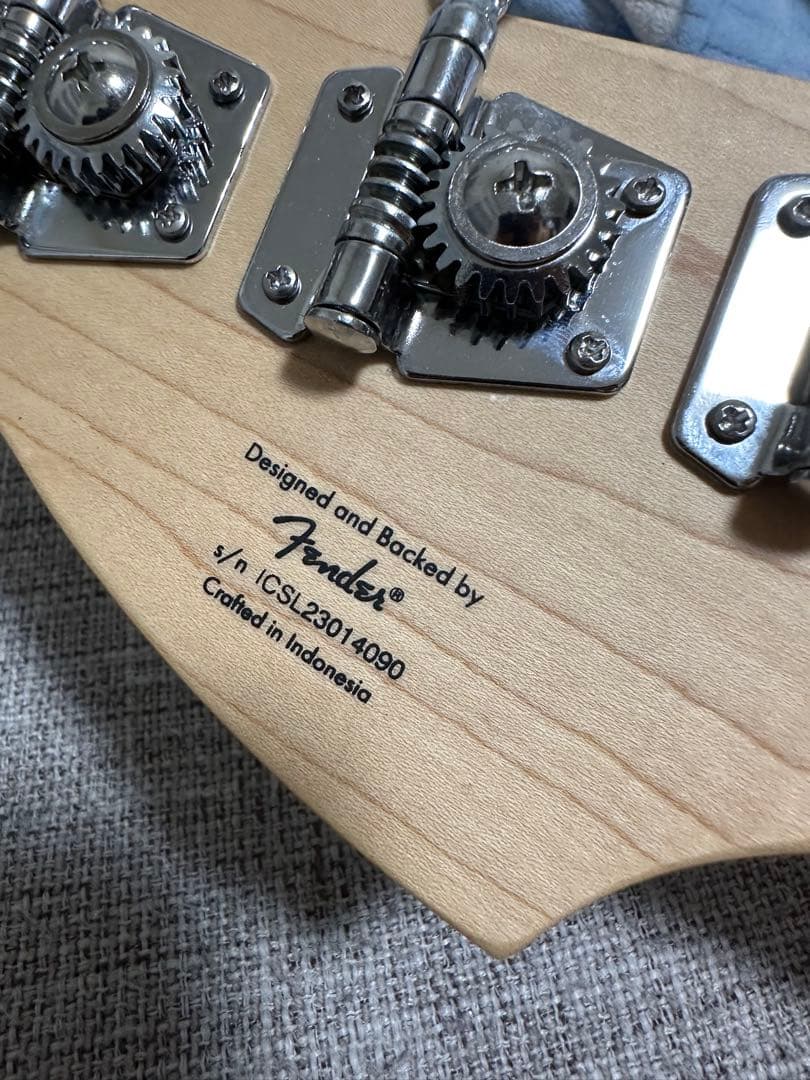 Designed and Backed by
Fender®
s/n ICSL23014090
Crafted in Indonesia